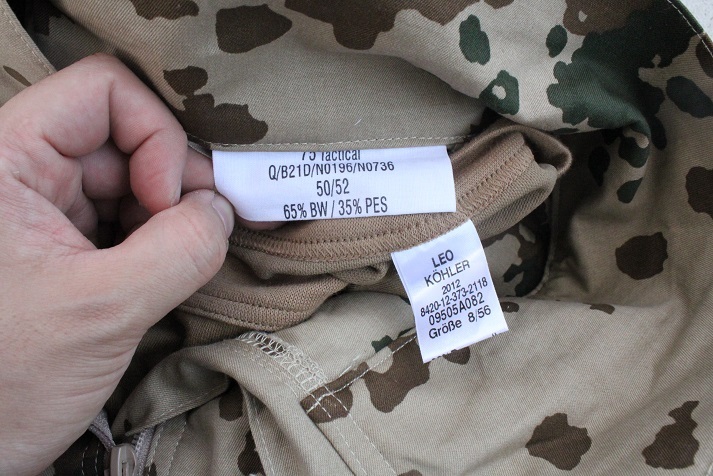 75 Tactical
Q/B21D/N0196/N0736
50/52
65% BW / 35% PES
LEO
KÖHLER
2012
8420-12-373-2118
09505A082
Größe 8/56